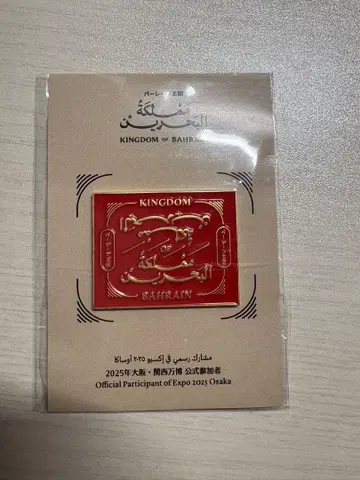 バーレーン王国
مملكة
البحرين
KINGDOM OF BAHRAIN
KINGDOM
مملكة
البحرين
OF
مملكة
البحرين
BAHRAIN
مشارك رسمي في إكسبو ٢٠٢٥ أوساكا
2025年大阪・関西万博 公式参加者
Official Participant of Expo 2025 Osaka